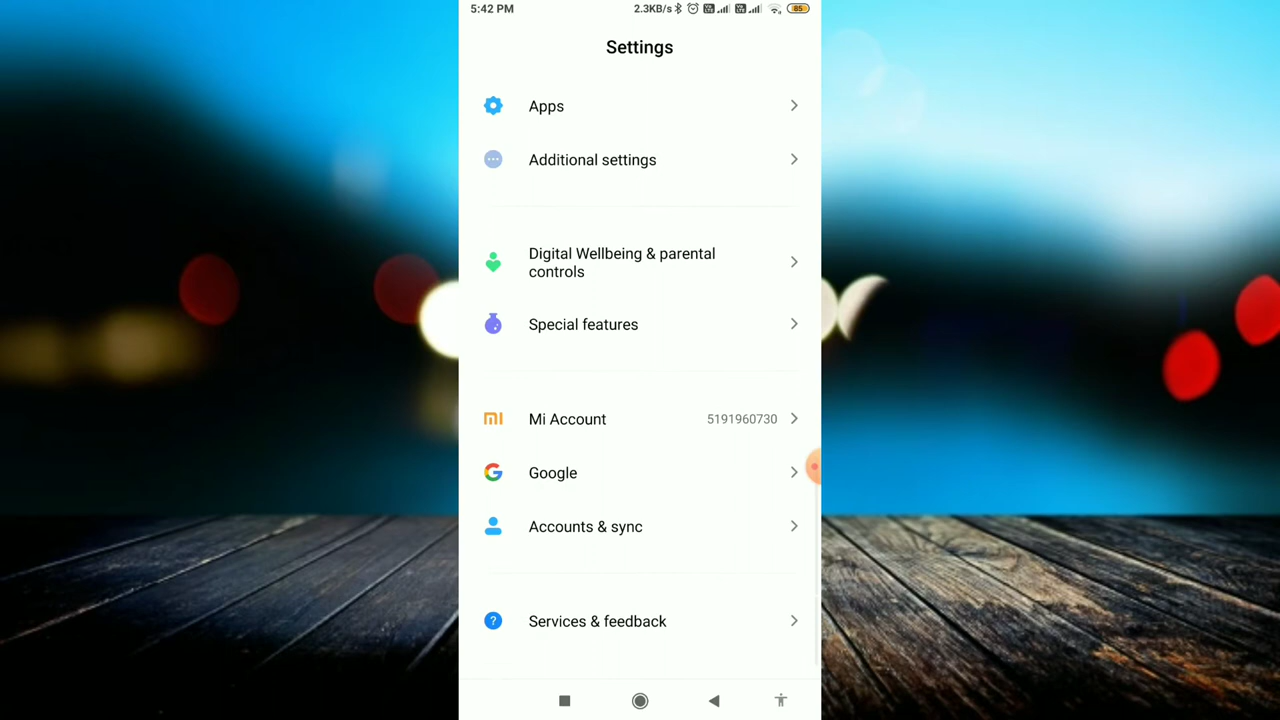 5:42 PM 2.3KB/s 85
Settings
Apps
Additional settings
Digital Wellbeing & parental
controls
Special features
Mi Account 5191960730
Google
Accounts & sync
Services & feedback